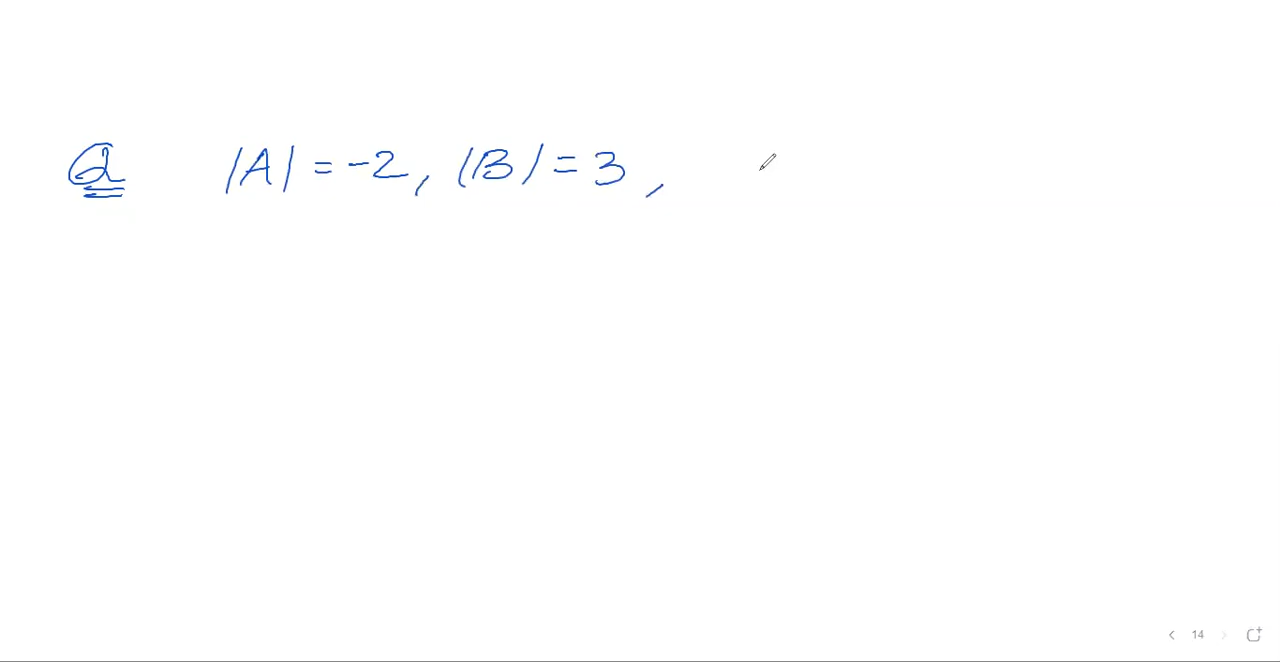 Q |A| = -2, |B| = 3,
14